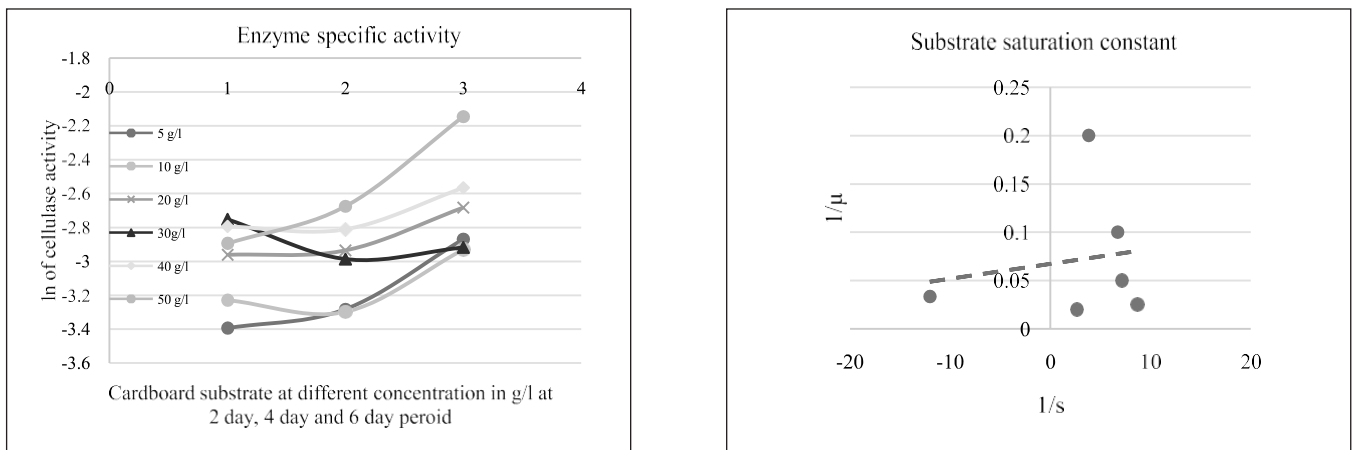 Enzyme specific activity
-1.8
-2
-2.2
-2.4
-2.6
-2.8
-3
-3.2
-3.4
-3.6
0
1
2
3
4
ln of cellulase activity
5 g/l
10 g/l
20 g/l
30g/l
40 g/l
50 g/l
Cardboard substrate at different concentration in g/l at
2 day, 4 day and 6 day peroid
Substrate saturation constant
0.25
0.2
0.15
0.1
0.05
0
1/μ
-20
-10
0
10
20
1/s